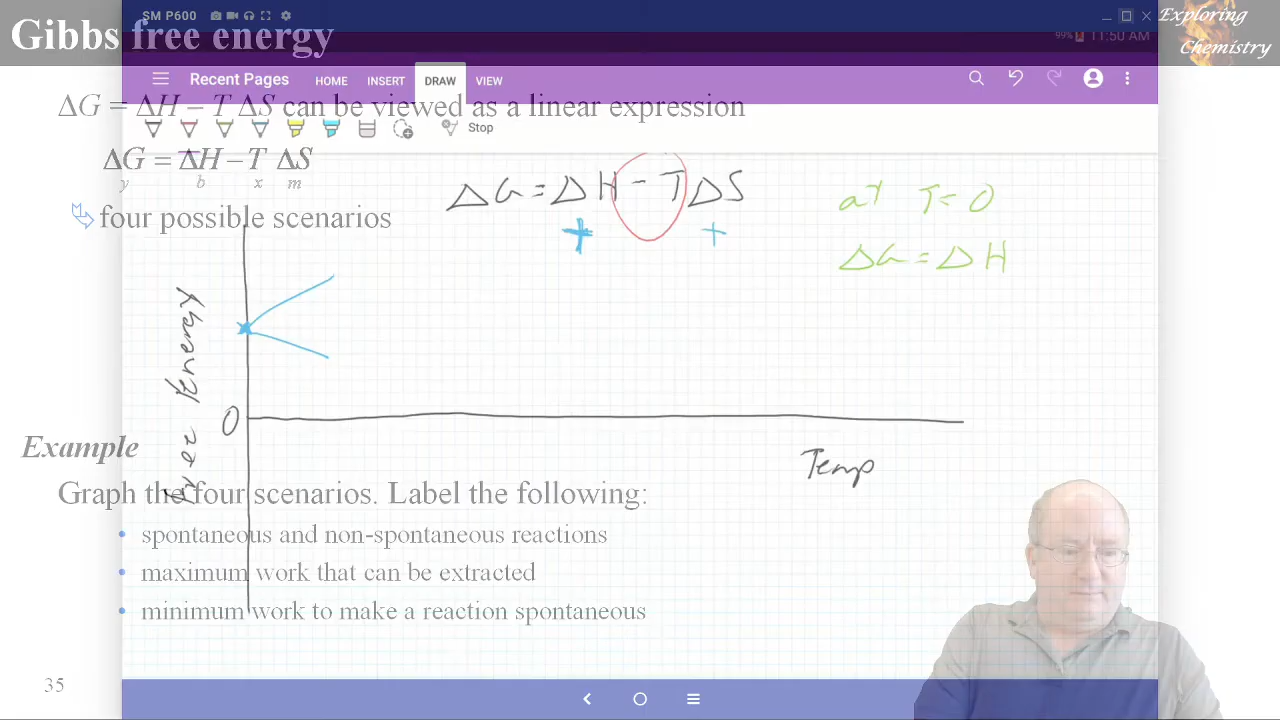 SM P600
Exploring
Chemistry
Gibbs free energy
99% 11:50 AM
Recent Pages HOME INSERT DRAW VIEW
ΔG = ΔH – T ΔS can be viewed as a linear expression
Stop
ΔG = ΔH – T ΔS
y b x m
four possible scenarios
ΔG = ΔH - TΔS
+ +
at T = 0
ΔG = ΔH
Free Energy
0
Temp
Example
Graph the four scenarios. Label the following:
• spontaneous and non-spontaneous reactions
• maximum work that can be extracted
• minimum work to make a reaction spontaneous
35